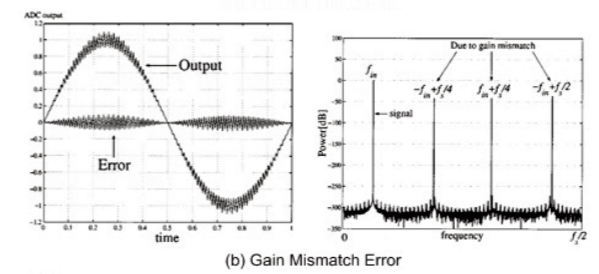 ADC output
1.2
1
0.8
0.6
0.4
0.2
0
-0.2
-0.4
-0.6
-0.8
-1
-1.2
Output
Error
0 0.1 0.2 0.3 0.4 0.5 0.6 0.7 0.8 0.9 1
time
100
50
0
-50
-100
-150
-200
-250
-300
-350
Power[dB]
Due to gain mismatch
f_in
-f_in+f_s/4
f_in+f_s/4
-f_in+f_s/2
signal
0 frequency f_s/2
(b) Gain Mismatch Error